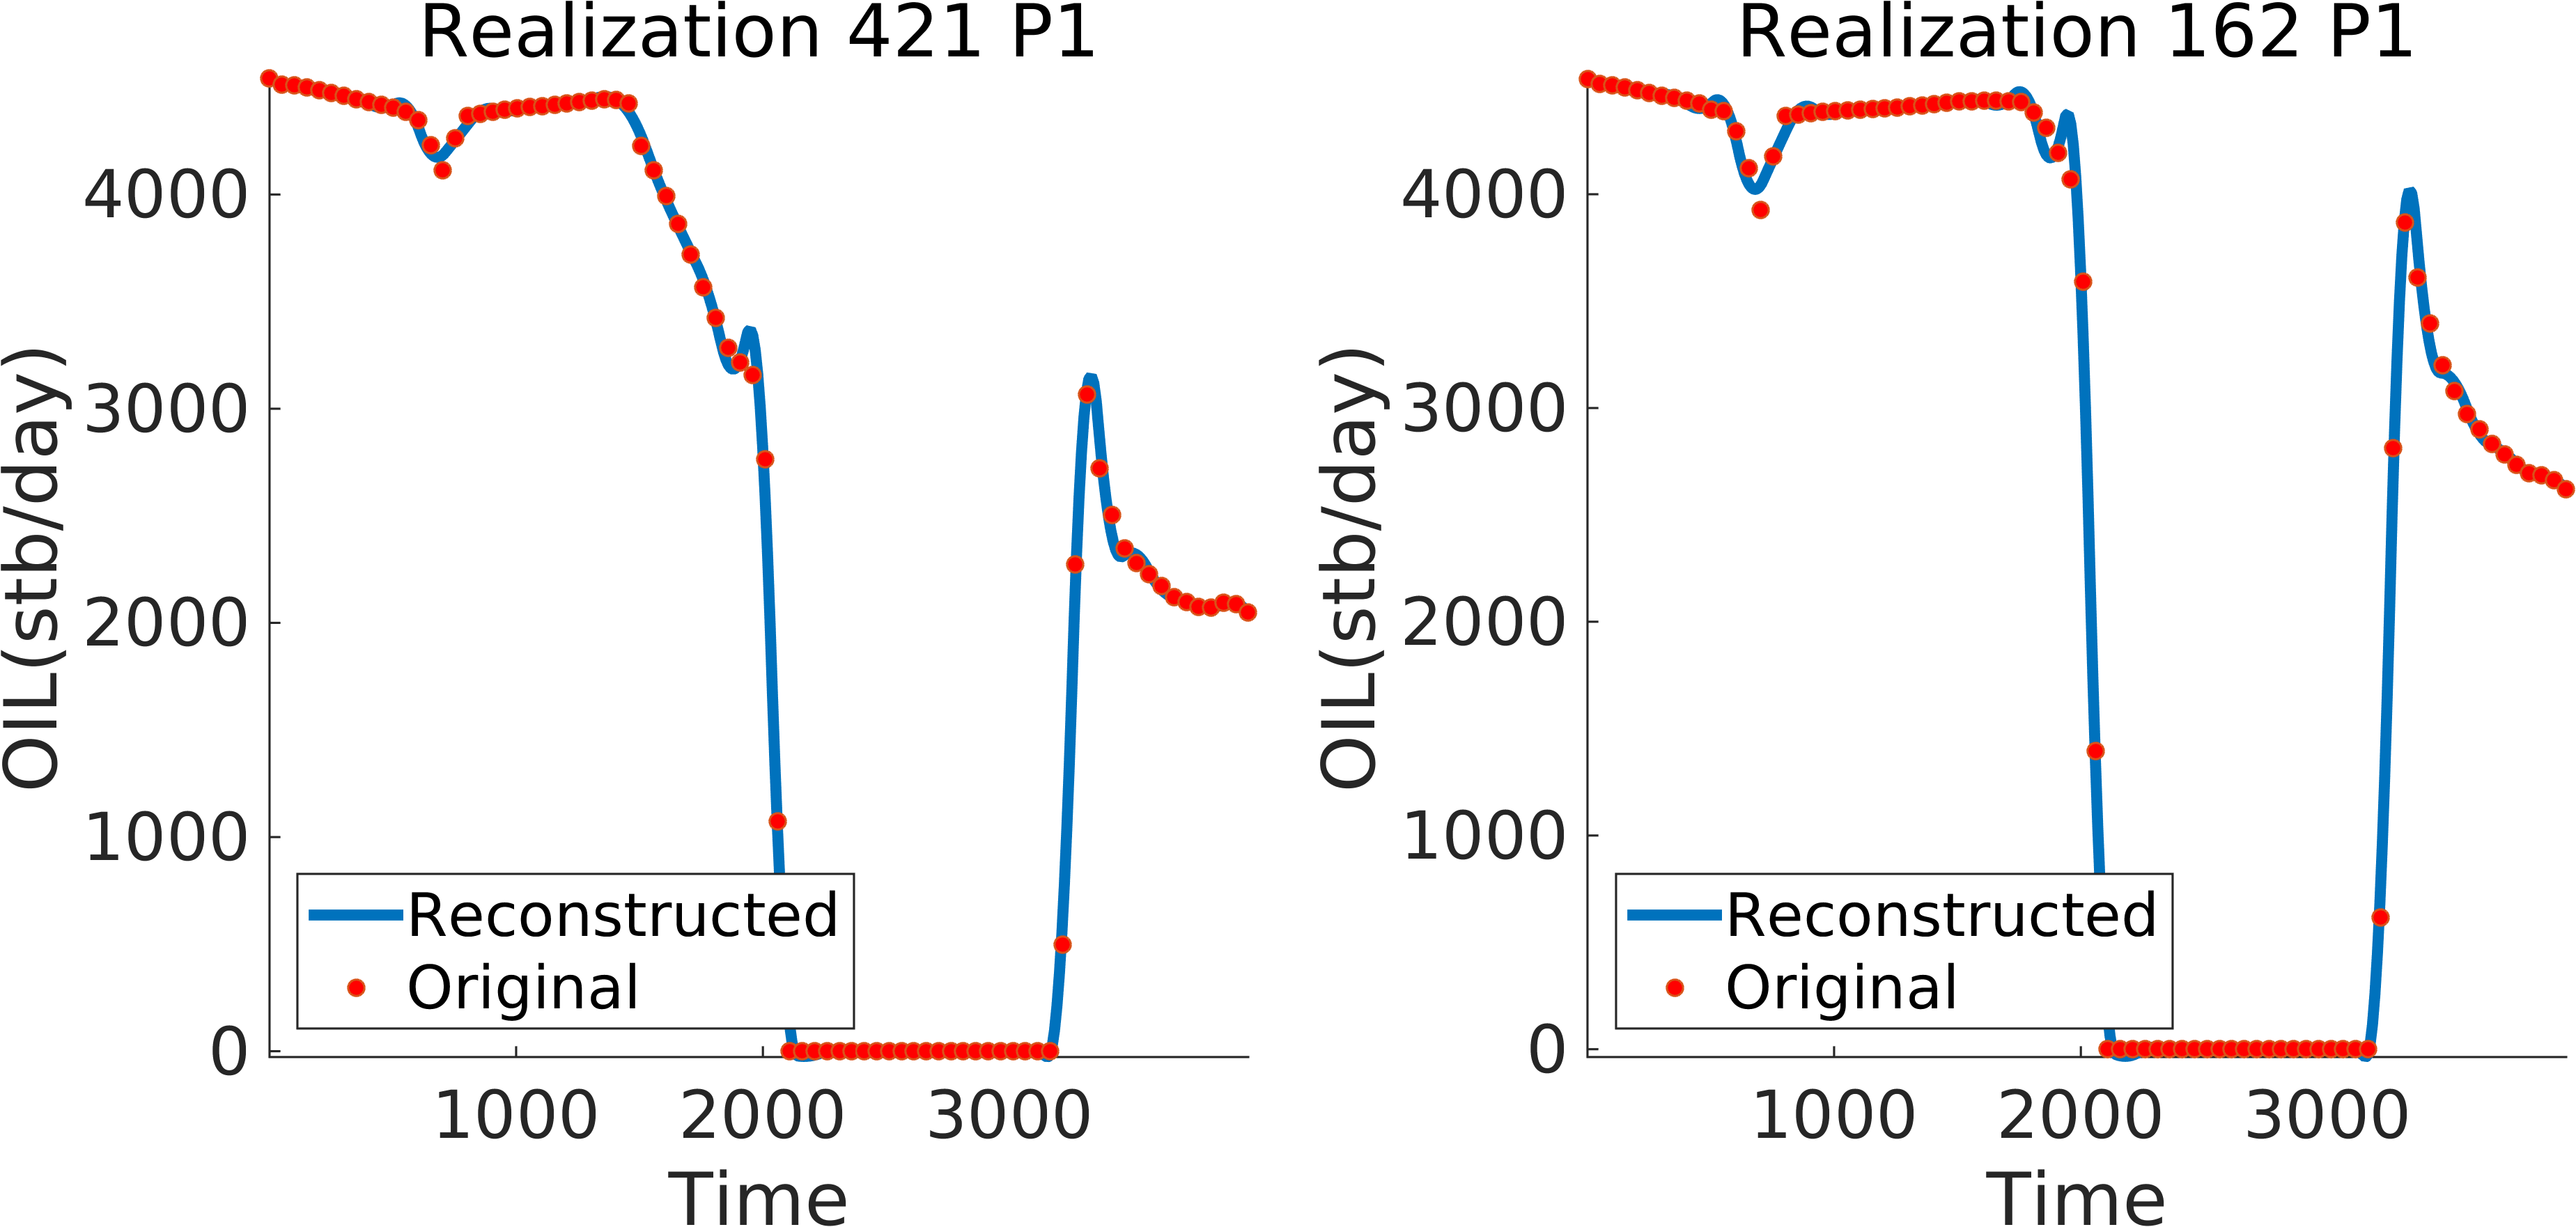 Realization 421 P1
OIL(stb/day)
4000
3000
2000
1000
0
Reconstructed
Original
1000 2000 3000
Time
Realization 162 P1
OIL(stb/day)
4000
3000
2000
1000
0
Reconstructed
Original
1000 2000 3000
Time